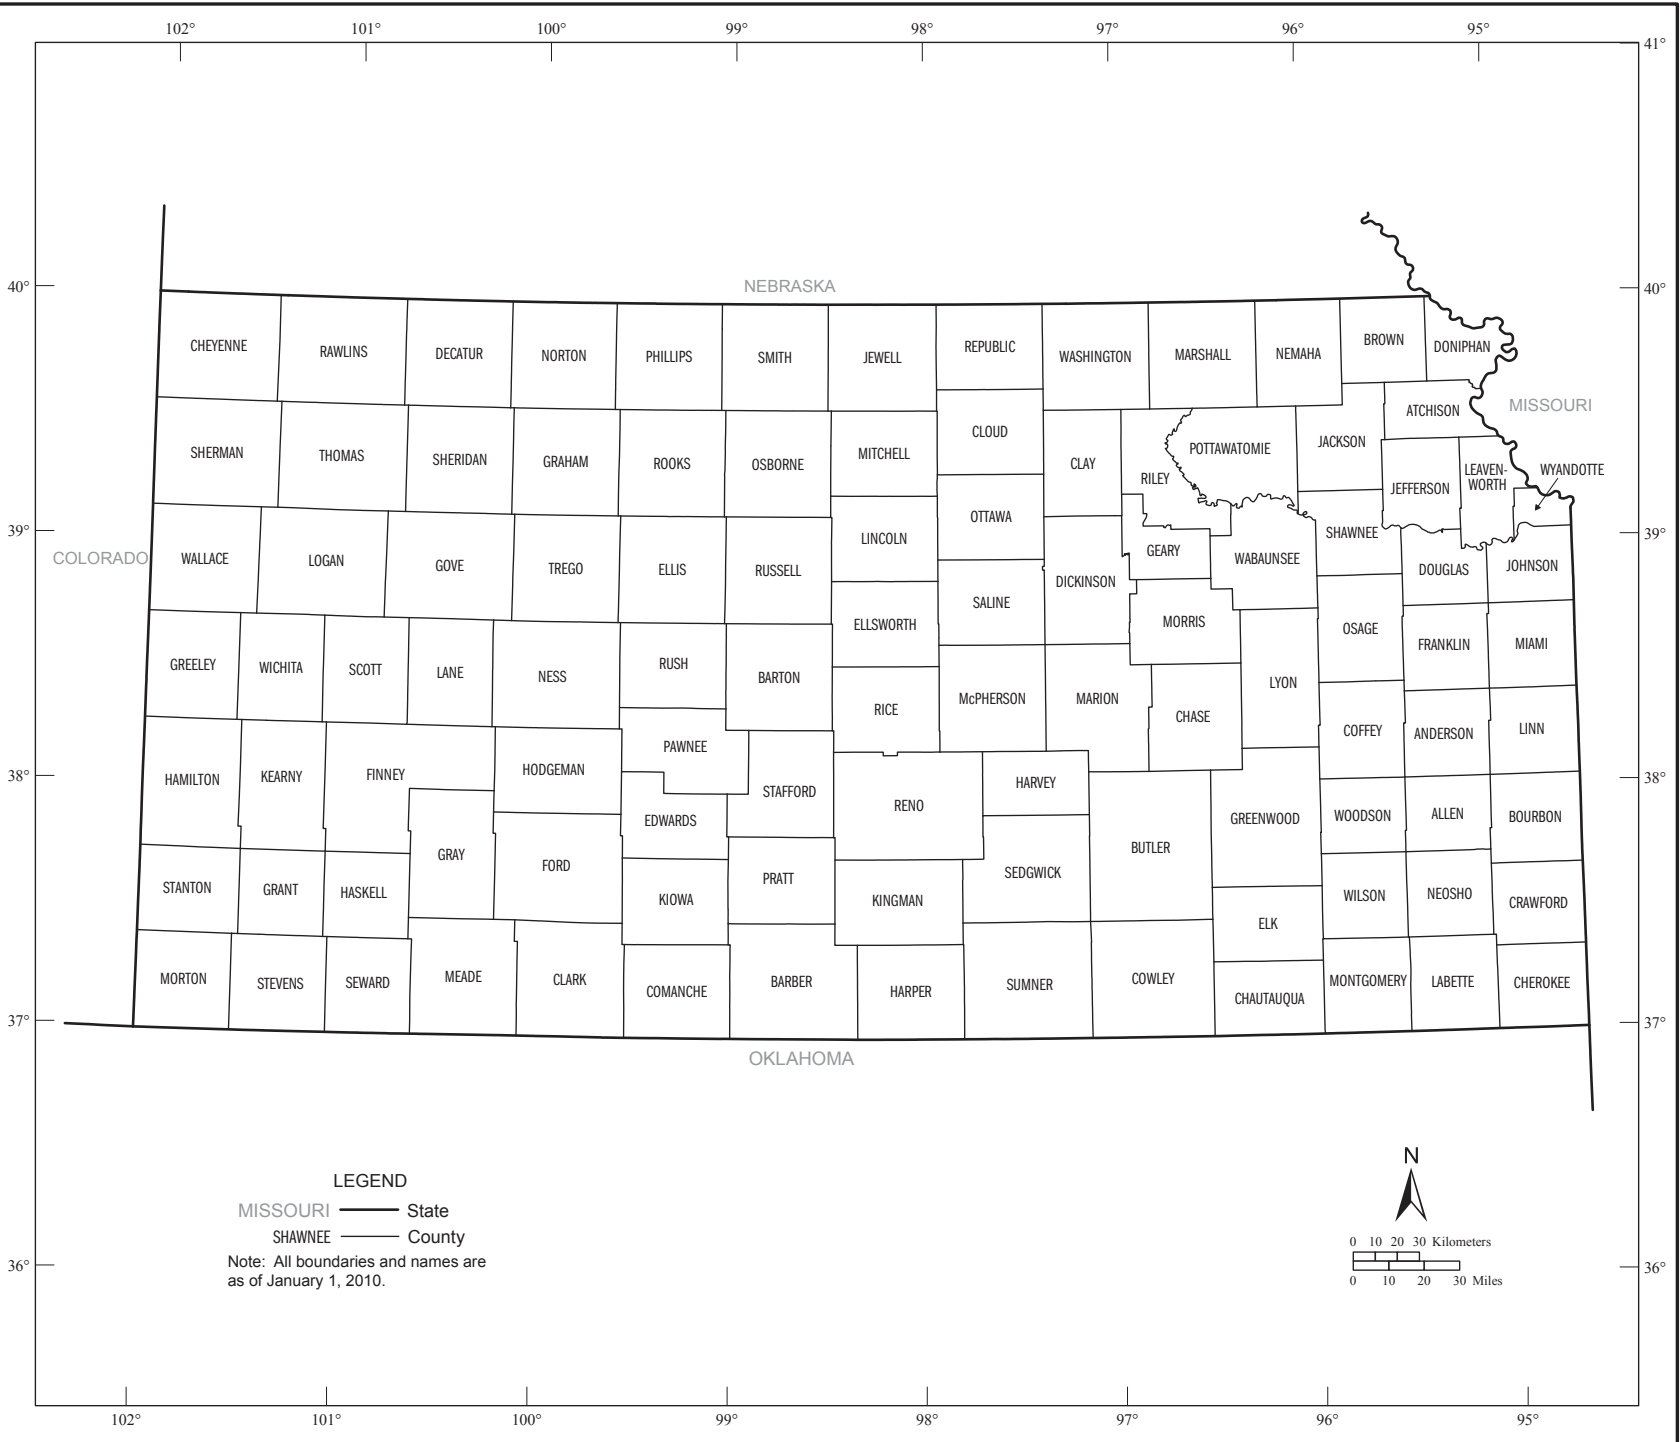 102° 101° 100° 99° 98° 97° 96° 95°
41° 
NEBRASKA
40° 40°
CHEYENNE RAWLINS DECATUR NORTON PHILLIPS SMITH JEWELL REPUBLIC WASHINGTON MARSHALL NEMAHA BROWN DONIPHAN
MISSOURI
ATCHISON
CLOUD
SHERMAN THOMAS SHERIDAN GRAHAM ROOKS OSBORNE MITCHELL CLAY RILEY POTTAWATOMIE JACKSON JEFFERSON LEAVEN-
WORTH
WYANDOTTE
39° 39°
OTTAWA
LINCOLN
COLORADO
WALLACE LOGAN GOVE TREGO ELLIS RUSSELL GEARY WABAUNSEE SHAWNEE DOUGLAS JOHNSON
DICKINSON
SALINE
ELLSWORTH MORRIS OSAGE FRANKLIN MIAMI
GREELEY WICHITA SCOTT LANE NESS RUSH BARTON LYON
RICE McPHERSON MARION CHASE COFFEY ANDERSON LINN
PAWNEE
38° 38°
HAMILTON KEARNY FINNEY HODGEMAN STAFFORD RENO HARVEY
EDWARDS GREENWOOD WOODSON ALLEN BOURBON
GRAY FORD BUTLER
SEDGWICK
STANTON GRANT HASKELL KIOWA PRATT KINGMAN WILSON NEOSHO CRAWFORD
ELK
MORTON STEVENS SEWARD MEADE CLARK COMANCHE BARBER HARPER SUMNER COWLEY CHAUTAUQUA MONTGOMERY LABETTE CHEROKEE
37° 37°
OKLAHOMA
N
LEGEND
MISSOURI State
SHAWNEE County
Note: All boundaries and names are
as of January 1, 2010.
0 10 20 30 Kilometers
0 10 20 30 Miles
36° 36°
102° 101° 100° 99° 98° 97° 96° 95°